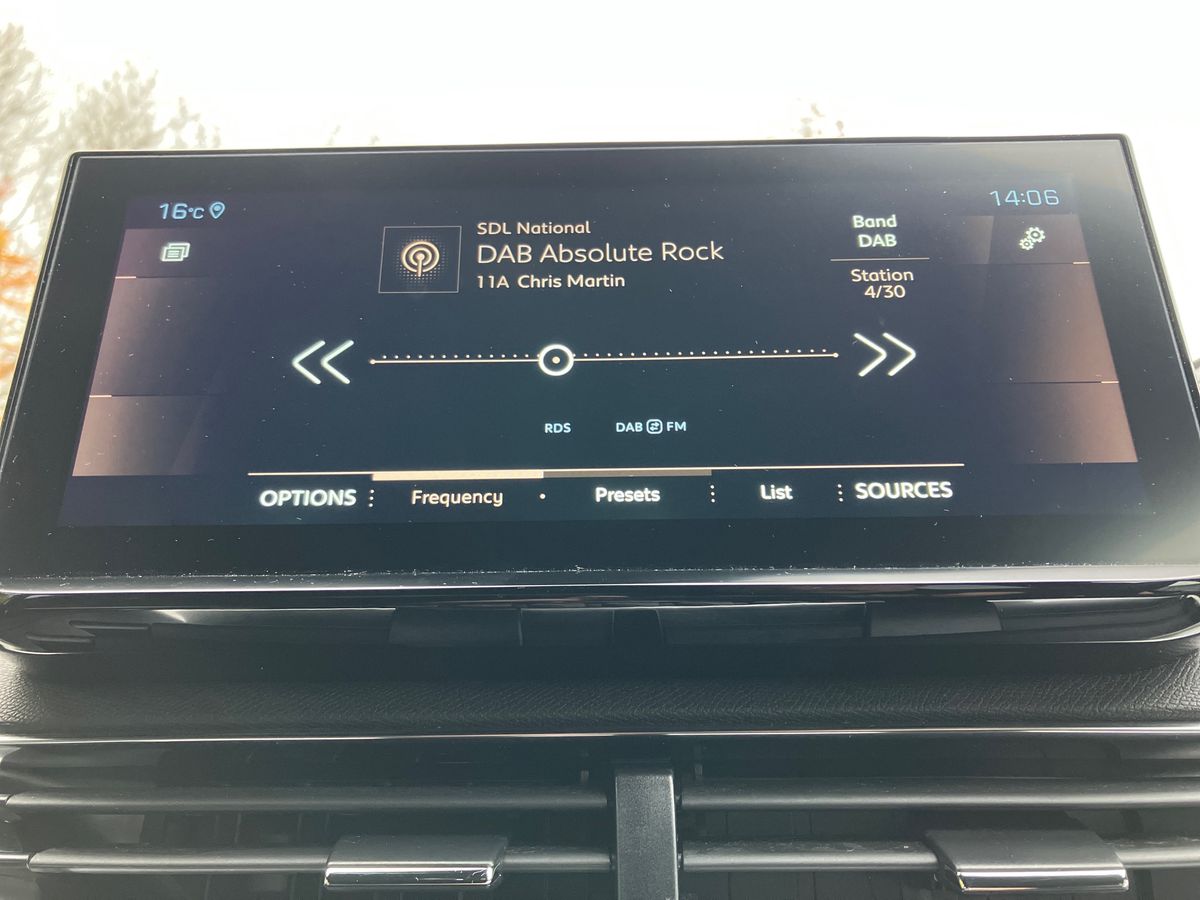 16°C
14:06
SDL National
DAB Absolute Rock
11A Chris Martin
Band
DAB
Station
4/30
RDS DAB FM
OPTIONS Frequency Presets List SOURCES